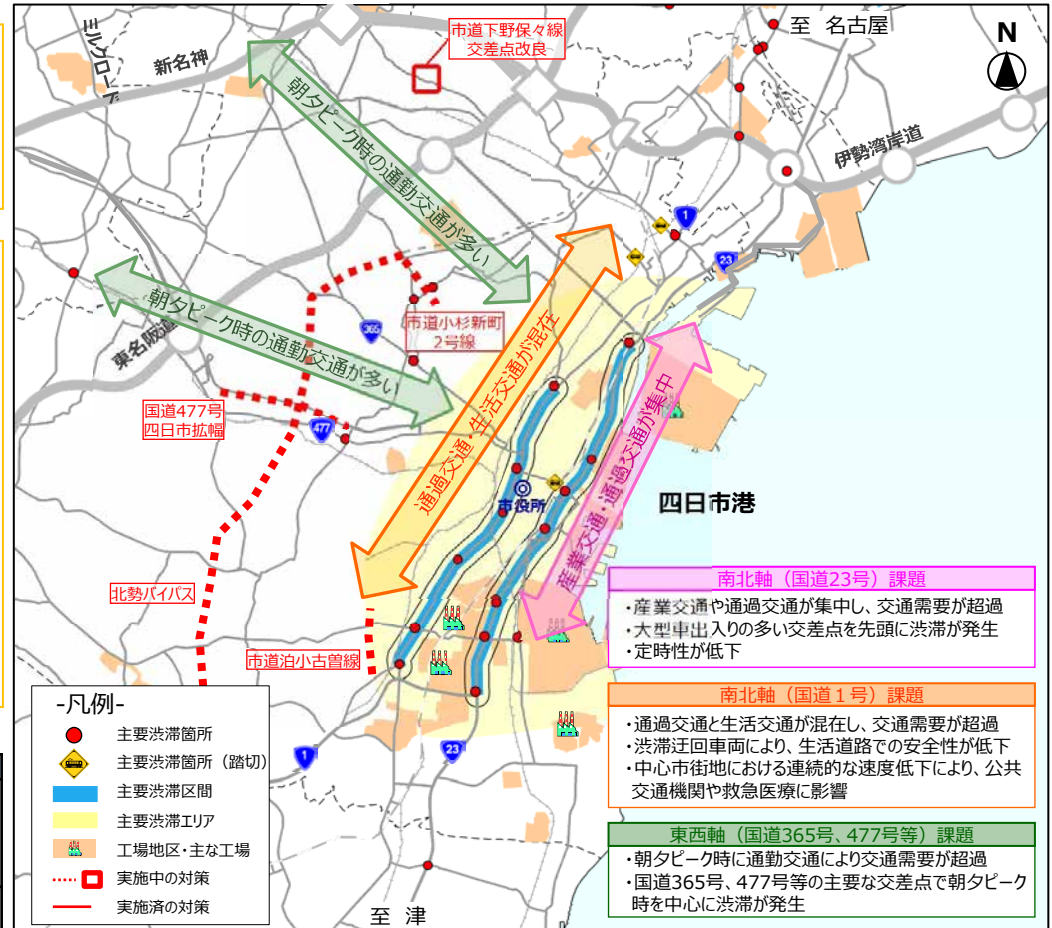 市道下野保々線
交差点改良
至 名古屋
N
ミルクロード
新名神
朝夕ピーク時の通勤交通が多い
伊勢湾岸道
1
23
朝夕ピーク時の通勤交通が多い
東名阪道
365
市道小杉新町
2号線
通過交通・生活交通が混在
国道477号
四日市拡幅
477
産業交通・通過交通が集中
市役所
四日市港
北勢バイパス
市道泊小古曽線
南北軸（国道23号）課題
・産業交通や通過交通が集中し、交通需要が超過
・大型車出入りの多い交差点を先頭に渋滞が発生
・定時性が低下
南北軸（国道１号）課題
・通過交通と生活交通が混在し、交通需要が超過
・渋滞迂回車両により、生活道路での安全性が低下
・中心市街地における連続的な速度低下により、公共
交通機関や救急医療に影響
東西軸（国道365号、477号等）課題
・朝夕ピーク時に通勤交通により交通需要が超過
・国道365号、477号等の主要な交差点で朝夕ピーク
時を中心に渋滞が発生
-凡例-
主要渋滞箇所
主要渋滞箇所（踏切）
主要渋滞区間
主要渋滞エリア
工場地区・主な工場
実施中の対策
実施済の対策
1
23
至 津